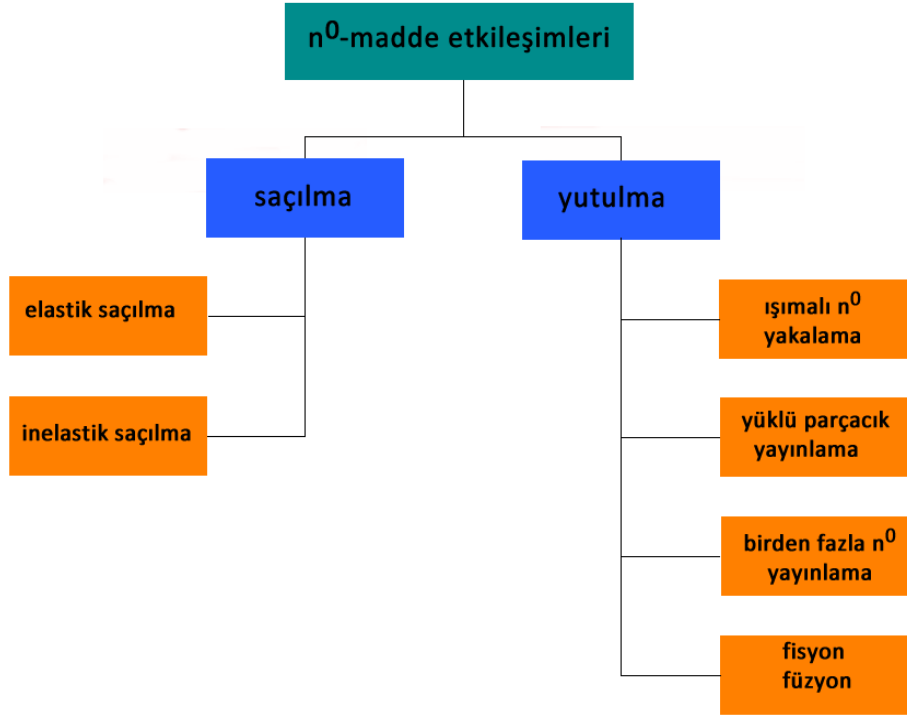 n⁰-madde etkileşimleri
saçılma
yutulma
elastik saçılma
inelastik saçılma
ışımalı n⁰
yakalama
yüklü parçacık
yayınlama
birden fazla n⁰
yayınlama
fisyon
füzyon